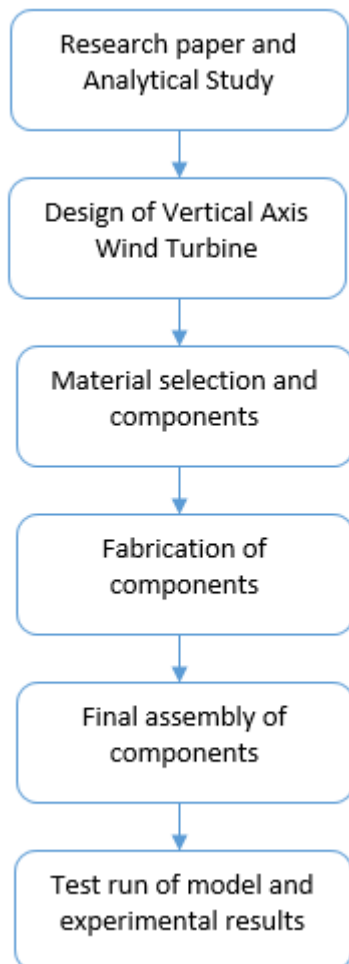 Research paper and
Analytical Study
Design of Vertical Axis
Wind Turbine
Material selection and
components
Fabrication of
components
Final assembly of
components
Test run of model and
experimental results